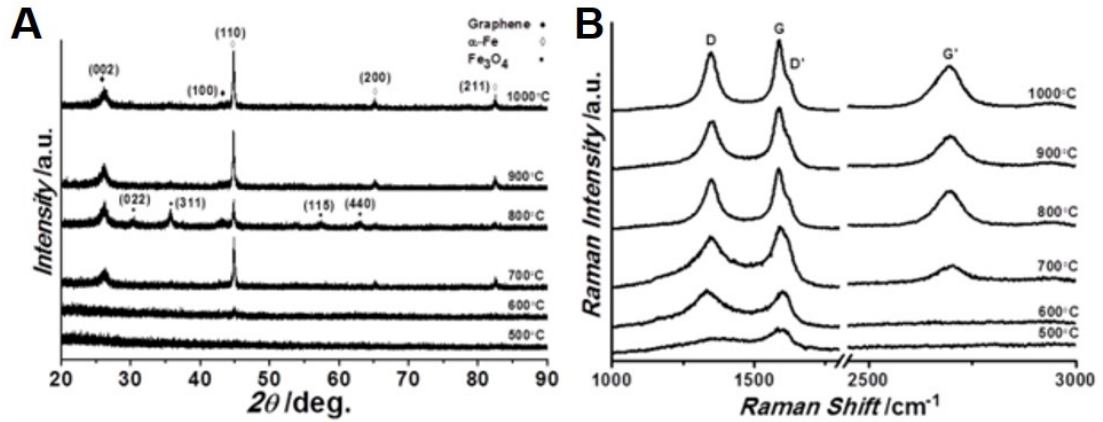 A
Intensity /a.u.
Graphene ♦
α-Fe ◊
Fe₃O₄ •
(002)
(100)
(110)
(200)
(211)
1000°C
900°C
(022)
(311)
(115)
(440)
800°C
700°C
600°C
500°C
20 30 40 50 60 70 80 90
2θ /deg.
B
Raman Intensity /a.u.
D
G
D'
G'
1000°C
900°C
800°C
700°C
600°C
500°C
1000 1500 2500 3000
Raman Shift /cm⁻¹